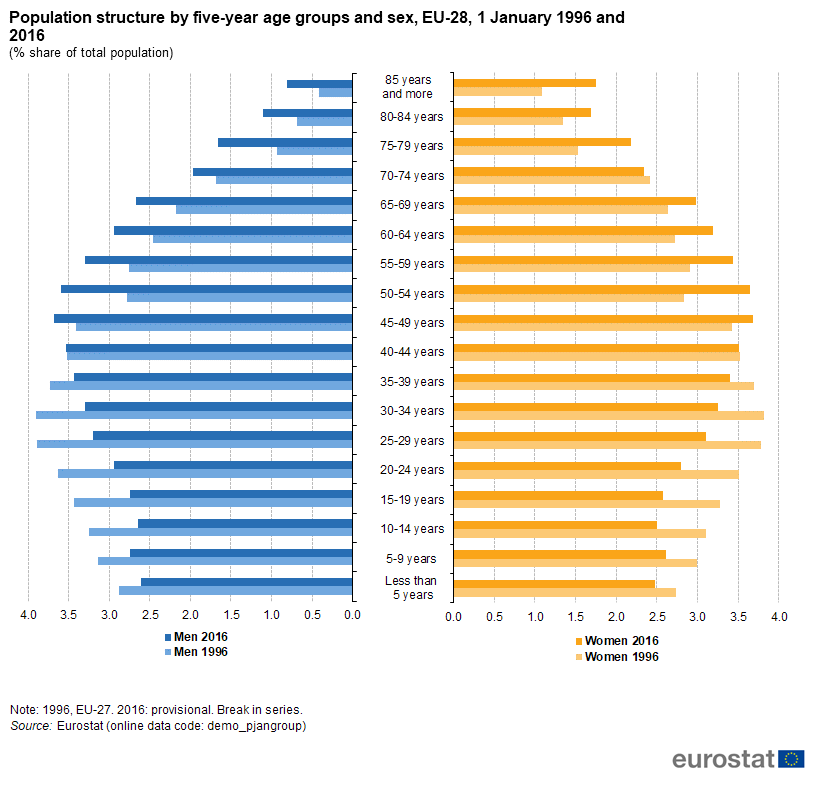 Population structure by five-year age groups and sex, EU-28, 1 January 1996 and
2016
(% share of total population)
85 years
and more
80-84 years
75-79 years
70-74 years
65-69 years
60-64 years
55-59 years
50-54 years
45-49 years
40-44 years
35-39 years
30-34 years
25-29 years
20-24 years
15-19 years
10-14 years
5-9 years
Less than
5 years
4.0 3.5 3.0 2.5 2.0 1.5 1.0 0.5 0.0 0.0 0.5 1.0 1.5 2.0 2.5 3.0 3.5 4.0
Men 2016
Men 1996
Women 2016
Women 1996
Note: 1996, EU-27. 2016: provisional. Break in series.
Source: Eurostat (online data code: demo_pjangroup)
eurostat